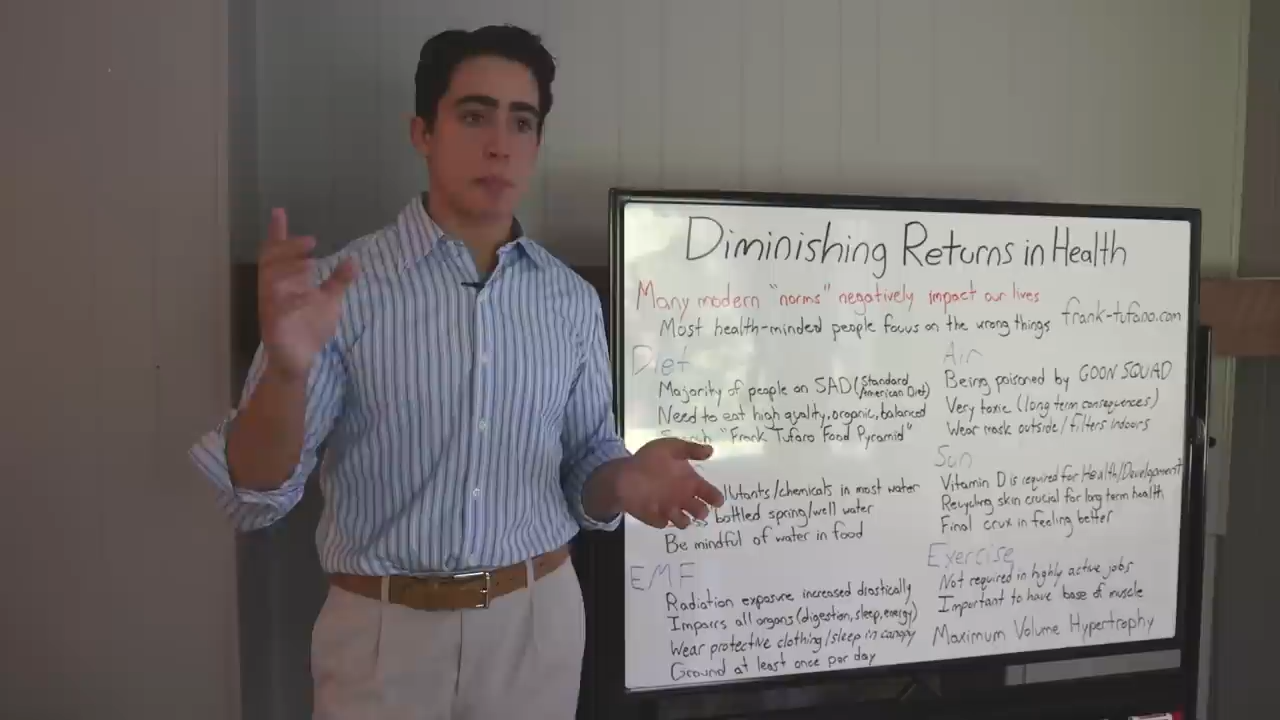 Diminishing Returns in Health
Many modern "norms" negatively impact our lives
Most health-minded people focus on the wrong things
frank-tufano.com
Diet
Majority of people on SAD (Standard American Diet)
Need to eat high quality, organic, balanced
"Frank Tufano Food Pyramid"
chemicals in most water
bottled spring/well water
Be mindful of water in food
EMF
Radiation exposure increased drastically
Impairs all organs (digestion, sleep, energy)
Wear protective clothing/sleep in canopy
Ground at least once per day
Air
Being poisoned by GOON SQUAD
Very toxic (long term consequences)
Wear mask outside/filters indoors
Sun
Vitamin D is required for Health/Development
Recycling skin crucial for long term health
Final crux in feeling better
Exercise
Not required in highly active jobs
Important to have base of muscle
Maximum Volume Hypertrophy